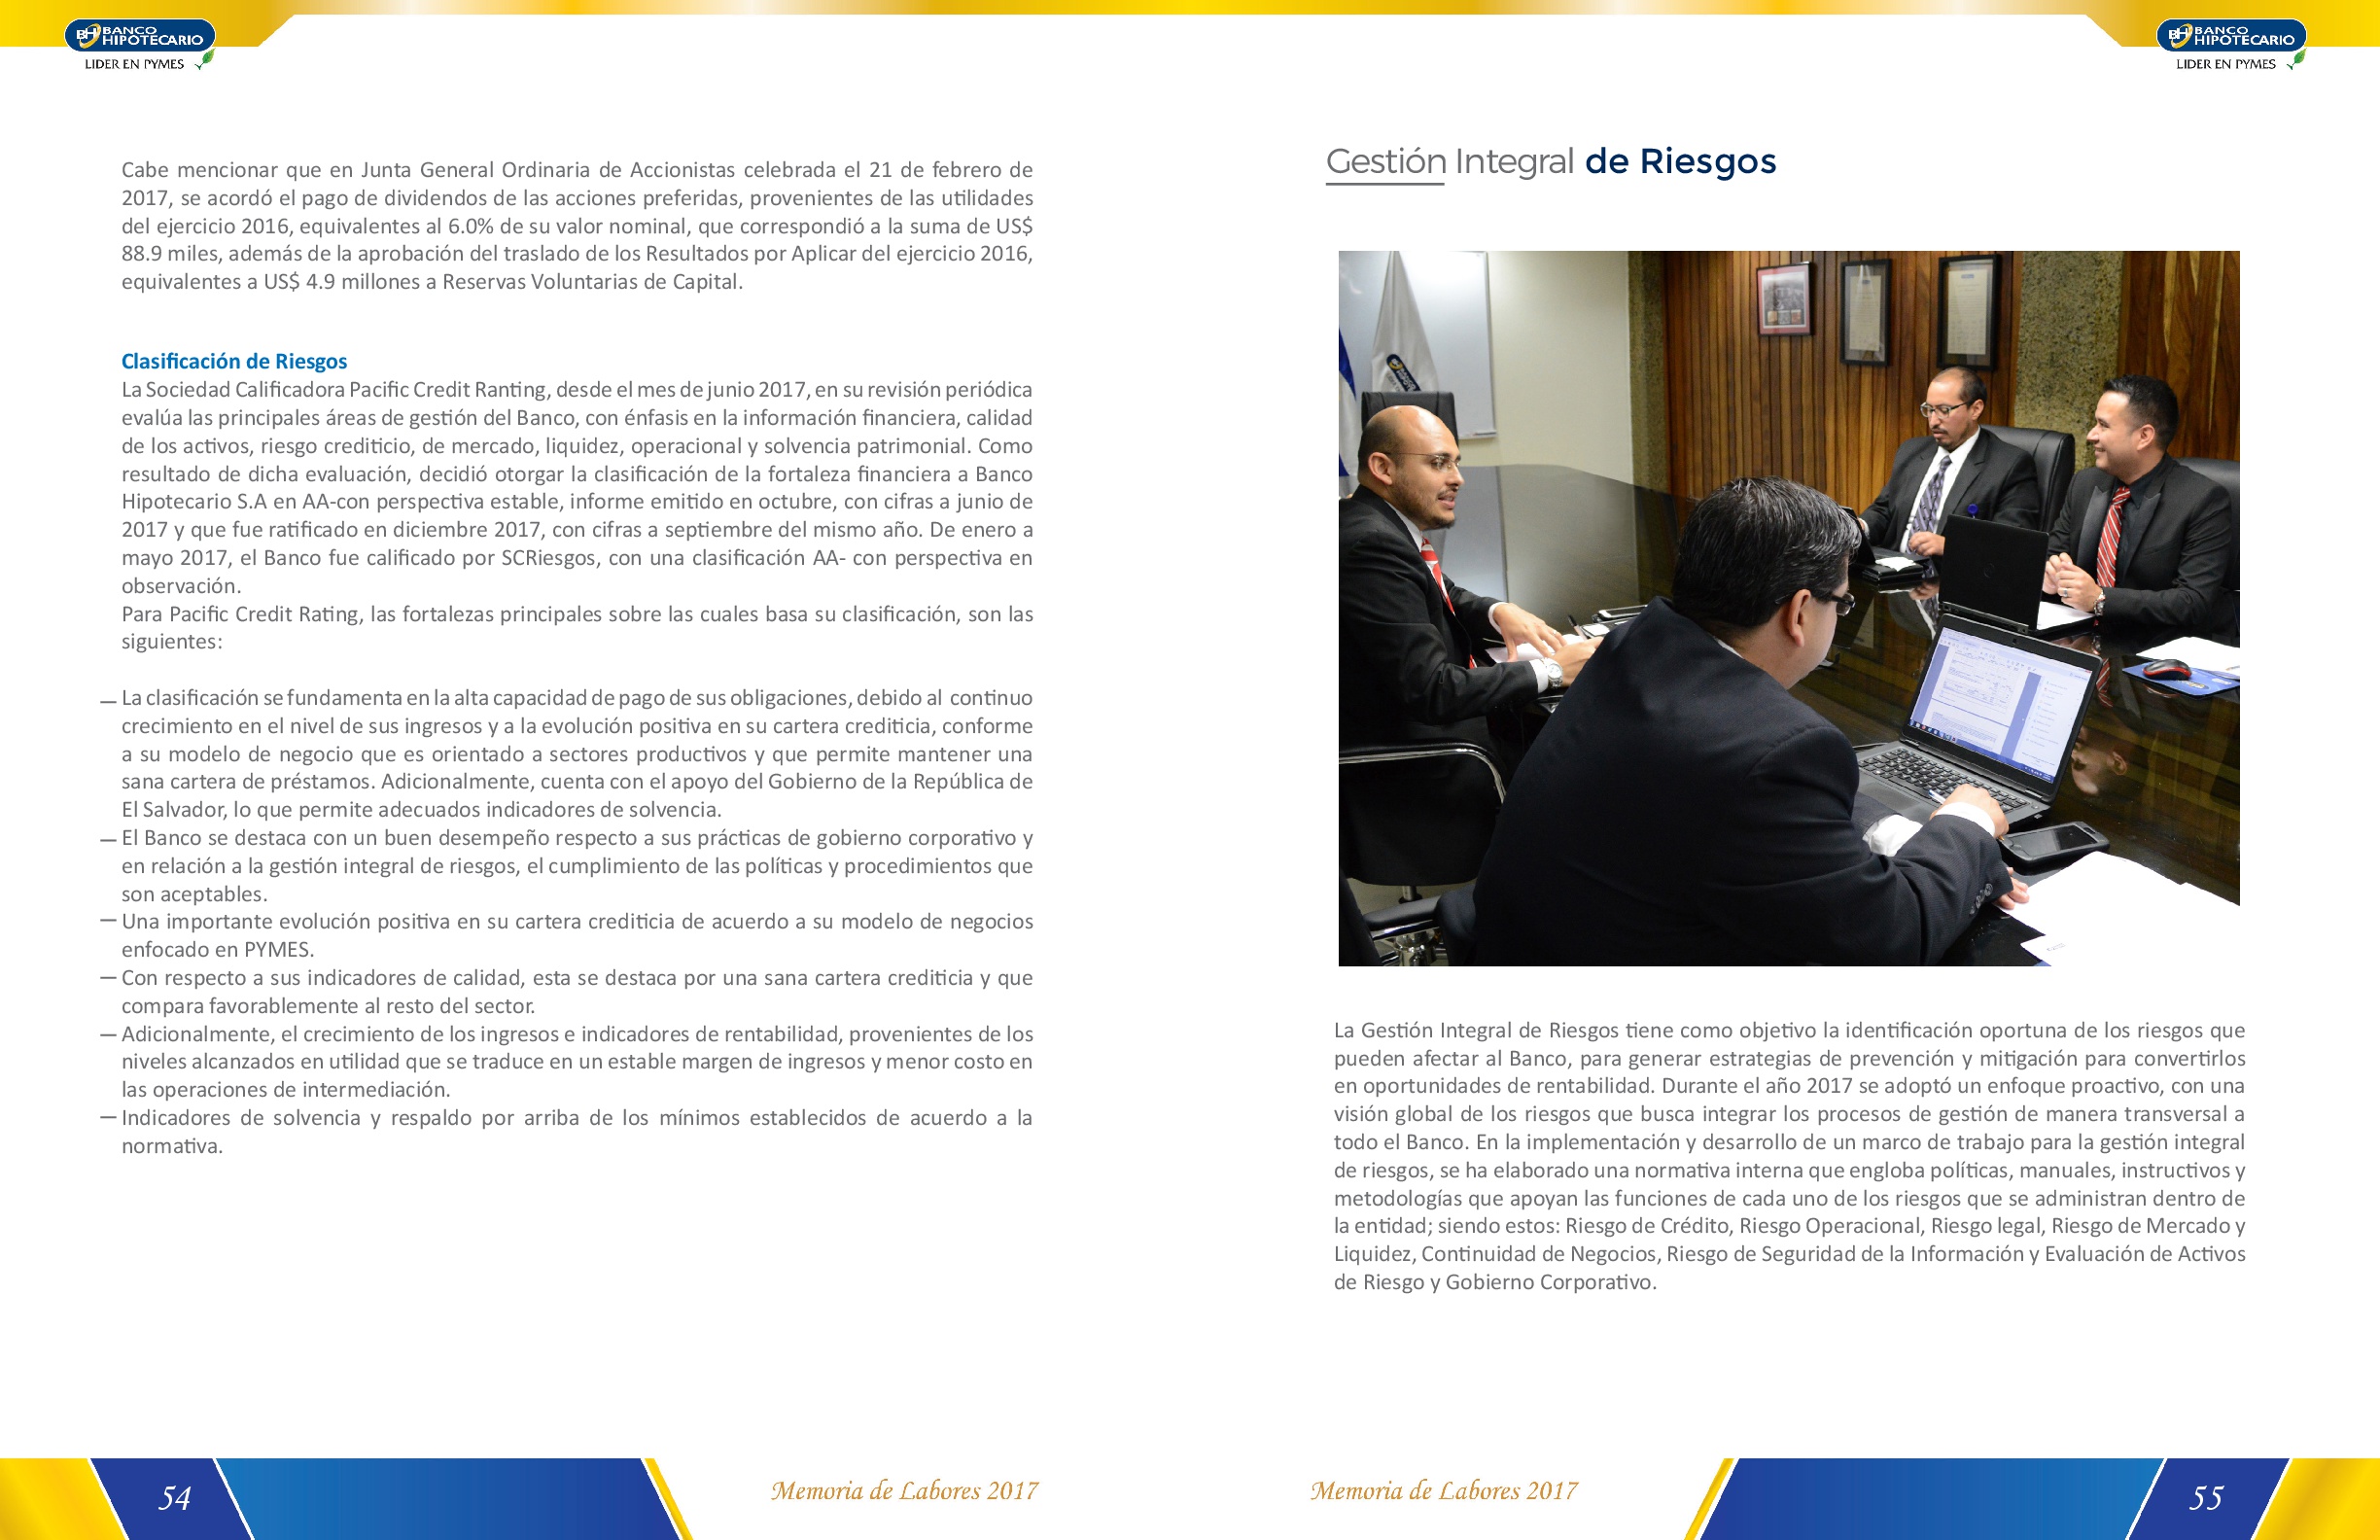 BH BANCO
HIPOTECARIO
LIDER EN PYMES
Cabe mencionar que en Junta General Ordinaria de Accionistas celebrada el 21 de febrero de
2017, se acordó el pago de dividendos de las acciones preferidas, provenientes de las utilidades
del ejercicio 2016, equivalentes al 6.0% de su valor nominal, que correspondió a la suma de US$
88.9 miles, además de la aprobación del traslado de los Resultados por Aplicar del ejercicio 2016,
equivalentes a US$ 4.9 millones a Reservas Voluntarias de Capital.
Clasificación de Riesgos
La Sociedad Calificadora Pacific Credit Ranting, desde el mes de junio 2017, en su revisión periódica
evalúa las principales áreas de gestión del Banco, con énfasis en la información financiera, calidad
de los activos, riesgo crediticio, de mercado, liquidez, operacional y solvencia patrimonial. Como
resultado de dicha evaluación, decidió otorgar la clasificación de la fortaleza financiera a Banco
Hipotecario S.A en AA-con perspectiva estable, informe emitido en octubre, con cifras a junio de
2017 y que fue ratificado en diciembre 2017, con cifras a septiembre del mismo año. De enero a
mayo 2017, el Banco fue calificado por SCRiesgos, con una clasificación AA- con perspectiva en
observación.
Para Pacific Credit Rating, las fortalezas principales sobre las cuales basa su clasificación, son las
siguientes:
— La clasificación se fundamenta en la alta capacidad de pago de sus obligaciones, debido al continuo
crecimiento en el nivel de sus ingresos y a la evolución positiva en su cartera crediticia, conforme
a su modelo de negocio que es orientado a sectores productivos y que permite mantener una
sana cartera de préstamos. Adicionalmente, cuenta con el apoyo del Gobierno de la República de
El Salvador, lo que permite adecuados indicadores de solvencia.
— El Banco se destaca con un buen desempeño respecto a sus prácticas de gobierno corporativo y
en relación a la gestión integral de riesgos, el cumplimiento de las políticas y procedimientos que
son aceptables.
— Una importante evolución positiva en su cartera crediticia de acuerdo a su modelo de negocios
enfocado en PYMES.
— Con respecto a sus indicadores de calidad, esta se destaca por una sana cartera crediticia y que
compara favorablemente al resto del sector.
— Adicionalmente, el crecimiento de los ingresos e indicadores de rentabilidad, provenientes de los
niveles alcanzados en utilidad que se traduce en un estable margen de ingresos y menor costo en
las operaciones de intermediación.
— Indicadores de solvencia y respaldo por arriba de los mínimos establecidos de acuerdo a la
normativa.
54
Memoria de Labores 2017
BH BANCO
HIPOTECARIO
LIDER EN PYMES
Gestión Integral de Riesgos
La Gestión Integral de Riesgos tiene como objetivo la identificación oportuna de los riesgos que
pueden afectar al Banco, para generar estrategias de prevención y mitigación para convertirlos
en oportunidades de rentabilidad. Durante el año 2017 se adoptó un enfoque proactivo, con una
visión global de los riesgos que busca integrar los procesos de gestión de manera transversal a
todo el Banco. En la implementación y desarrollo de un marco de trabajo para la gestión integral
de riesgos, se ha elaborado una normativa interna que engloba políticas, manuales, instructivos y
metodologías que apoyan las funciones de cada uno de los riesgos que se administran dentro de
la entidad; siendo estos: Riesgo de Crédito, Riesgo Operacional, Riesgo legal, Riesgo de Mercado y
Liquidez, Continuidad de Negocios, Riesgo de Seguridad de la Información y Evaluación de Activos
de Riesgo y Gobierno Corporativo.
Memoria de Labores 2017
55